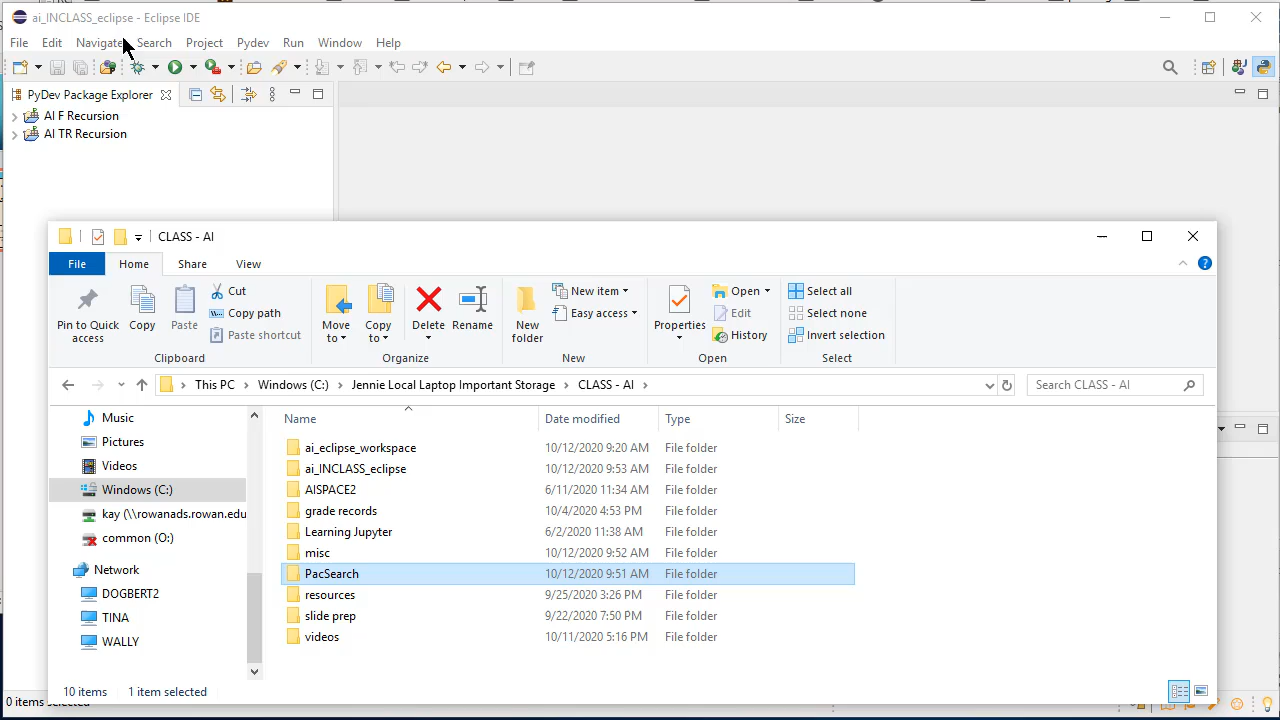 ai_INCLASS_eclipse - Eclipse IDE
File Edit Navigate Search Project Pydev Run Window Help
PyDev Package Explorer
AI F Recursion
AI TR Recursion
CLASS - AI
File Home Share View
Pin to Quick access
Copy
Paste
Cut
Copy path
Paste shortcut
Clipboard
Move to
Copy to
Delete
Rename
Organize
New folder
New item
Easy access
New
Properties
Open
Edit
History
Open
Select all
Select none
Invert selection
Select
This PC > Windows (C:) > Jennie Local Laptop Important Storage > CLASS - AI >
Search CLASS - AI
Music
Pictures
Videos
Windows (C:)
kay (\\rowanads.rowan.edu
common (O:)
Network
DOGBERT2
TINA
WALLY
Name Date modified Type Size
ai_eclipse_workspace 10/12/2020 9:20 AM File folder
ai_INCLASS_eclipse 10/12/2020 9:53 AM File folder
AISPACE2 6/11/2020 11:34 AM File folder
grade records 10/4/2020 4:53 PM File folder
Learning Jupyter 6/2/2020 11:38 AM File folder
misc 10/12/2020 9:52 AM File folder
PacSearch 10/12/2020 9:51 AM File folder
resources 9/25/2020 3:26 PM File folder
slide prep 9/22/2020 7:50 PM File folder
videos 10/11/2020 5:16 PM File folder
10 items 1 item selected
0 items selected